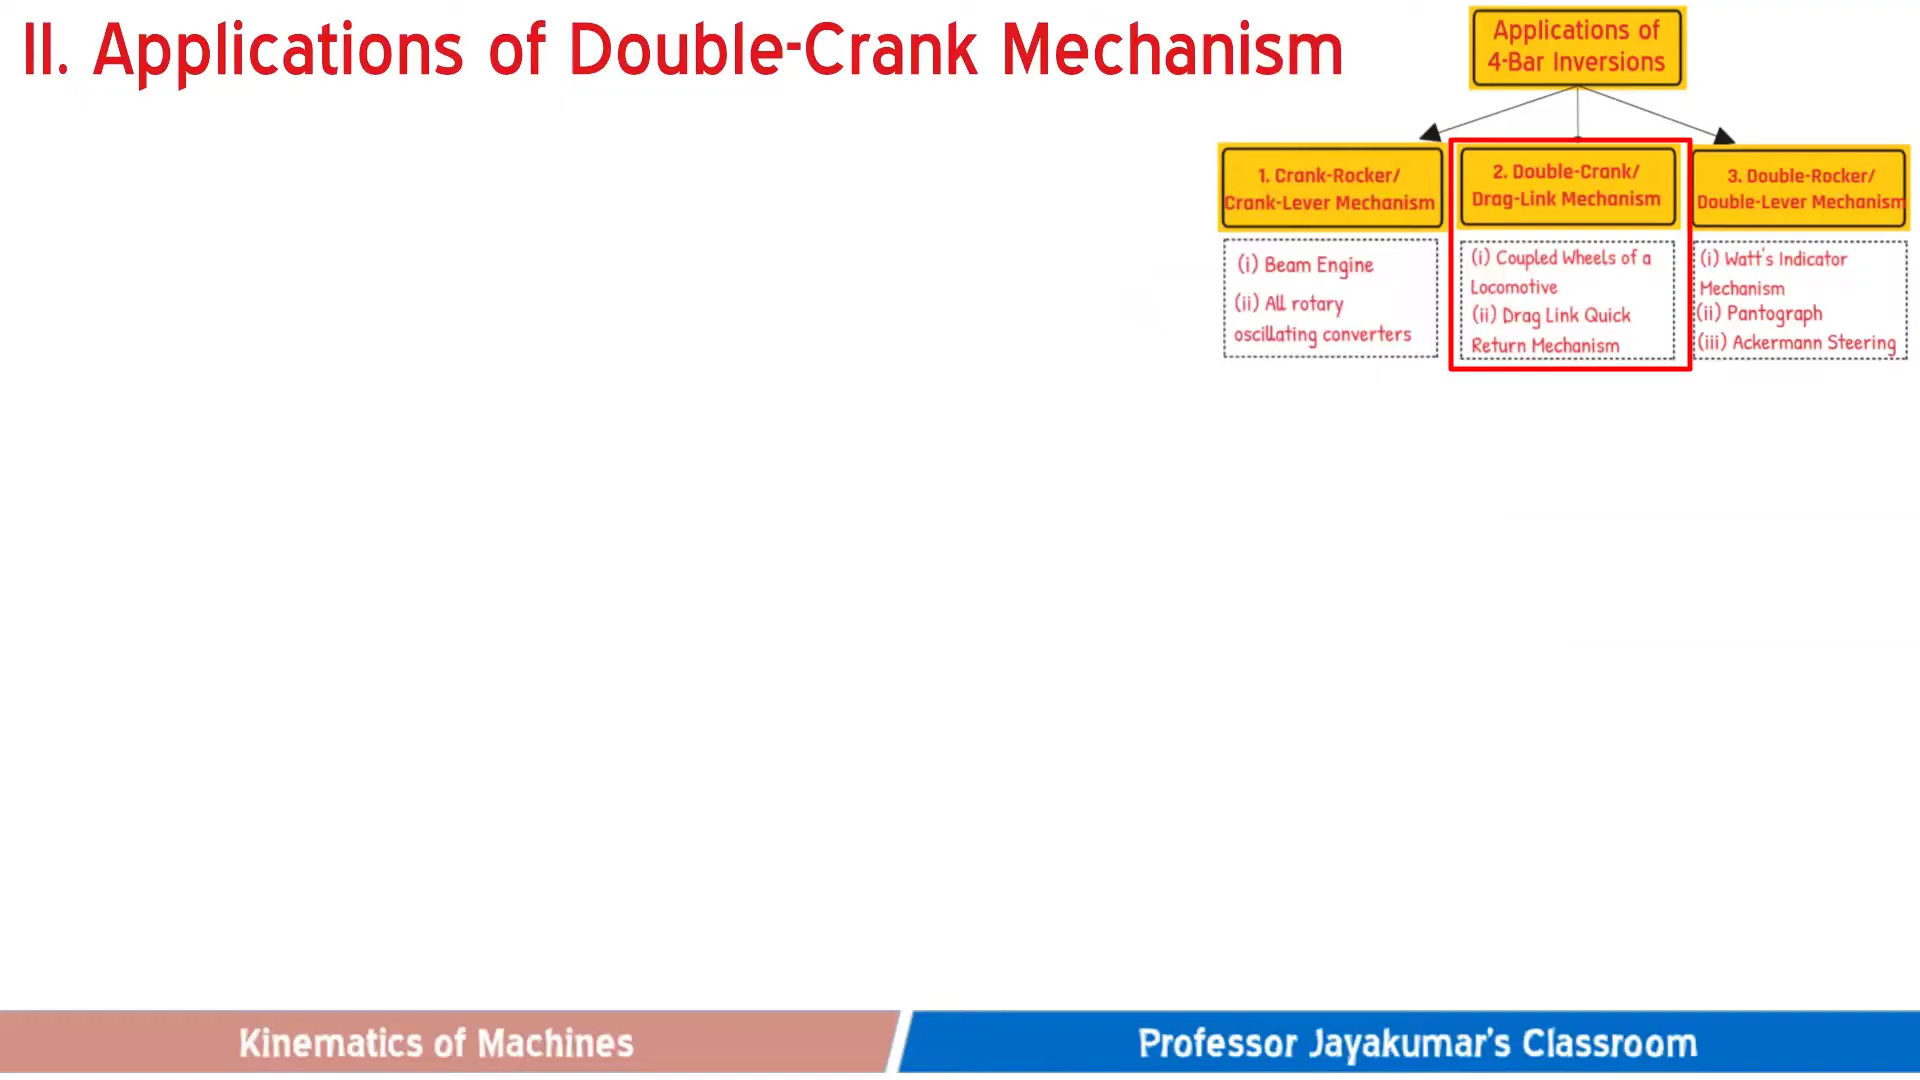 II. Applications of Double-Crank Mechanism
Applications of
4-Bar Inversions
1. Crank-Rocker/
Crank-Lever Mechanism
(i) Beam Engine
(ii) All rotary
oscillating converters
2. Double-Crank/
Drag-Link Mechanism
(i) Coupled Wheels of a
Locomotive
(ii) Drag Link Quick
Return Mechanism
3. Double-Rocker/
Double-Lever Mechanism
(i) Watt's Indicator
Mechanism
(ii) Pantograph
(iii) Ackermann Steering
Kinematics of Machines
Professor Jayakumar's Classroom